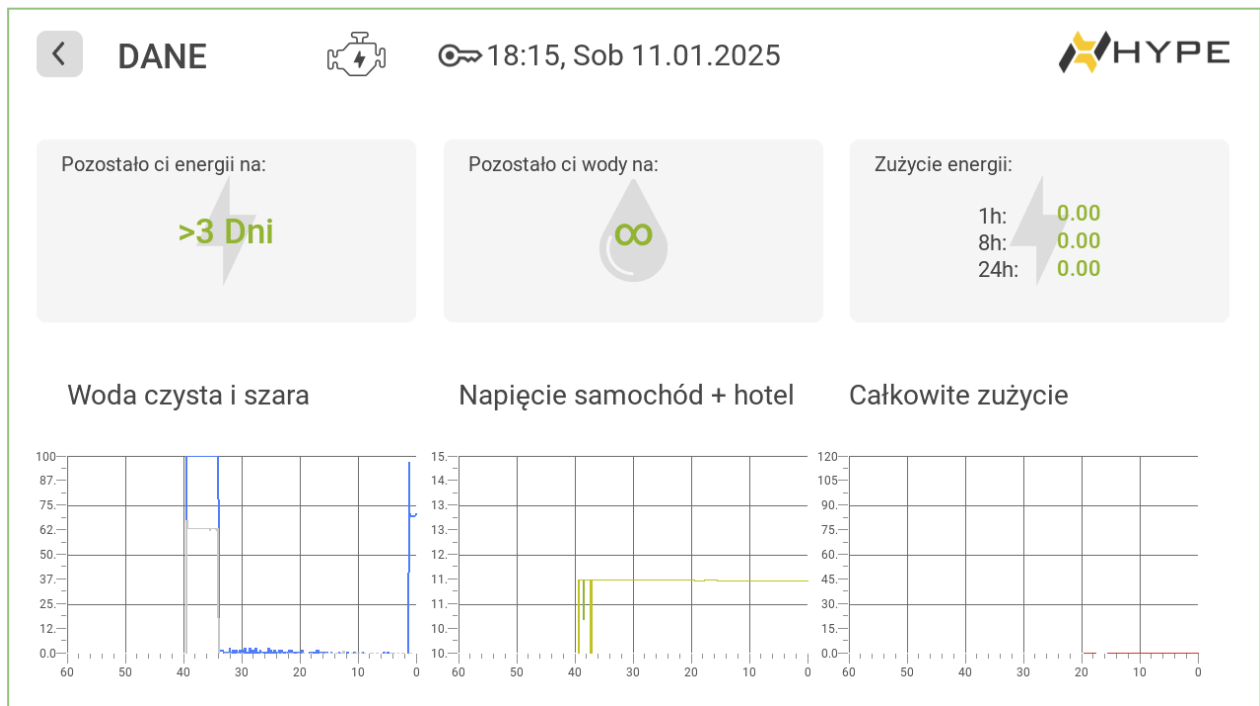 DANE
18:15, Sob 11.01.2025
HYPE
Pozostało ci energii na:
>3 Dni
Pozostało ci wody na:
∞
Zużycie energii:
1h: 0.00
8h: 0.00
24h: 0.00
Woda czysta i szara
100
87.
75.
62.
50.
37.
25.
12.
0.0
60 50 40 30 20 10 0
Napięcie samochód + hotel
15.
14.
13.
13.
12.
11.
11.
10.
10.
60 50 40 30 20 10 0
Całkowite zużycie
120
105
90.
75.
60.
45.
30.
15.
0.0
60 50 40 30 20 10 0